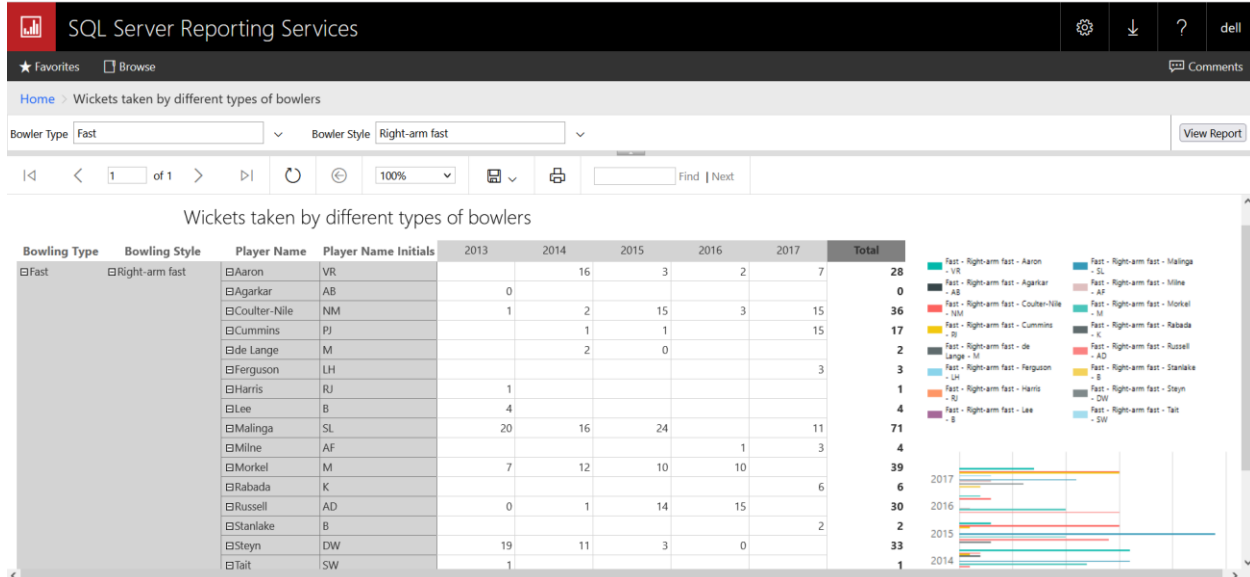 SQL Server Reporting Services
? dell
Favorites Browse Comments
Home > Wickets taken by different types of bowlers
Bowler Type Fast Bowler Style Right-arm fast View Report
1 of 1 100% Find | Next
Wickets taken by different types of bowlers
Bowling Type Bowling Style Player Name Player Name Initials 2013 2014 2015 2016 2017 Total
Fast Right-arm fast Aaron VR 16 3 2 7 28
Agarkar AB 0 0
Coulter-Nile NM 1 2 15 3 15 36
Cummins PJ 1 1 15 17
de Lange M 2 0 2
Ferguson LH 3 3
Harris RJ 1 1
Lee B 4 4
Malinga SL 20 16 24 11 71
Milne AF 1 3 4
Morkel M 7 12 10 10 39
Rabada K 6 6
Russell AD 0 1 14 15 30
Stanlake B 2 2
Steyn DW 19 11 3 0 33
Tait SW 1 1
Fast - Right-arm fast - Aaron
- VR
Fast - Right-arm fast - Agarkar
- AB
Fast - Right-arm fast - Coulter-Nile
- NM
Fast - Right-arm fast - Cummins
- PJ
Fast - Right-arm fast - de
Lange - M
Fast - Right-arm fast - Ferguson
- LH
Fast - Right-arm fast - Harris
- RJ
Fast - Right-arm fast - Lee
- B
Fast - Right-arm fast - Malinga
- SL
Fast - Right-arm fast - Milne
- AF
Fast - Right-arm fast - Morkel
- M
Fast - Right-arm fast - Rabada
- K
Fast - Right-arm fast - Russell
- AD
Fast - Right-arm fast - Stanlake
- B
Fast - Right-arm fast - Steyn
- DW
Fast - Right-arm fast - Tait
- SW
2017
2016
2015
2014